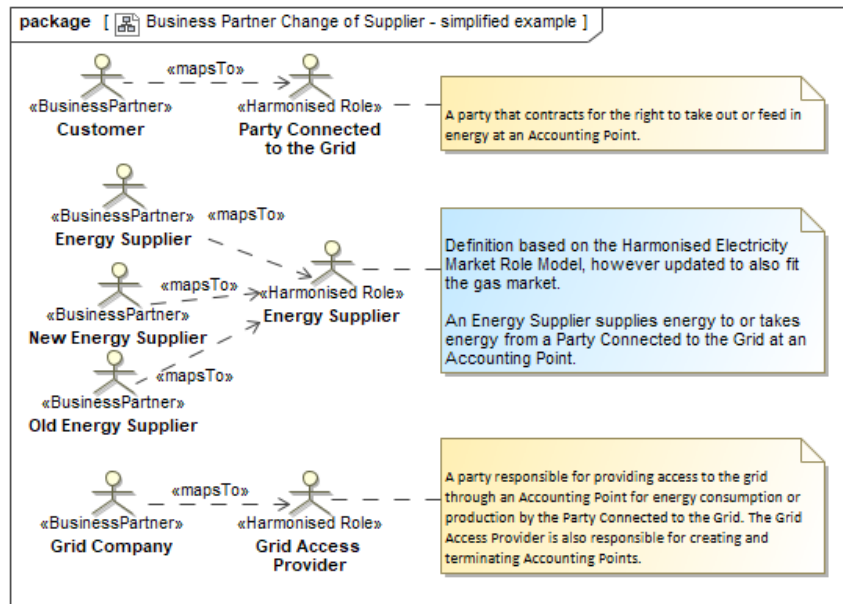 package [ Business Partner Change of Supplier - simplified example ]
«mapsTo»
«BusinessPartner»
Customer
«Harmonised Role»
Party Connected
to the Grid
A party that contracts for the right to take out or feed in
energy at an Accounting Point.
«BusinessPartner»
Energy Supplier
«mapsTo»
«mapsTo»
«BusinessPartner»
New Energy Supplier
«Harmonised Role»
Energy Supplier
«mapsTo»
«BusinessPartner»
Old Energy Supplier
Definition based on the Harmonised Electricity
Market Role Model, however updated to also fit
the gas market.
An Energy Supplier supplies energy to or takes
energy from a Party Connected to the Grid at an
Accounting Point.
«mapsTo»
«BusinessPartner»
Grid Company
«Harmonised Role»
Grid Access
Provider
A party responsible for providing access to the grid
through an Accounting Point for energy consumption or
production by the Party Connected to the Grid. The Grid
Access Provider is also responsible for creating and
terminating Accounting Points.